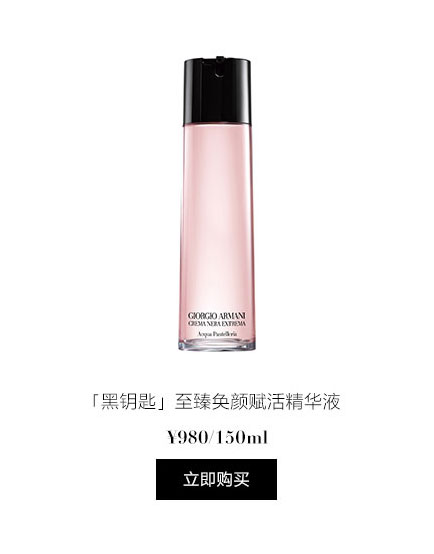 GIORGIO ARMANI
CREMA NERA EXTREMA
Acqua Pantelleria
「黑钥匙」至臻奂颜赋活精华液
¥980/150ml
立即购买